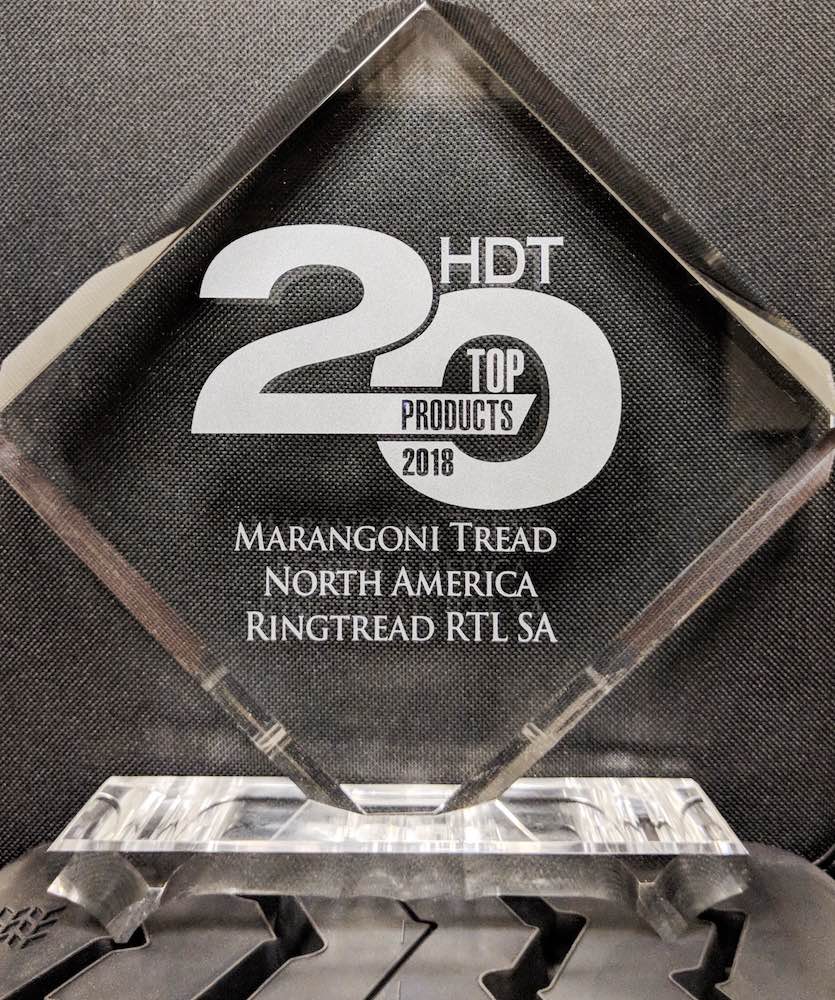 20
HDT
TOP
PRODUCTS
2018
MARANGONI TREAD
NORTH AMERICA
RINGTREAD RTL SA